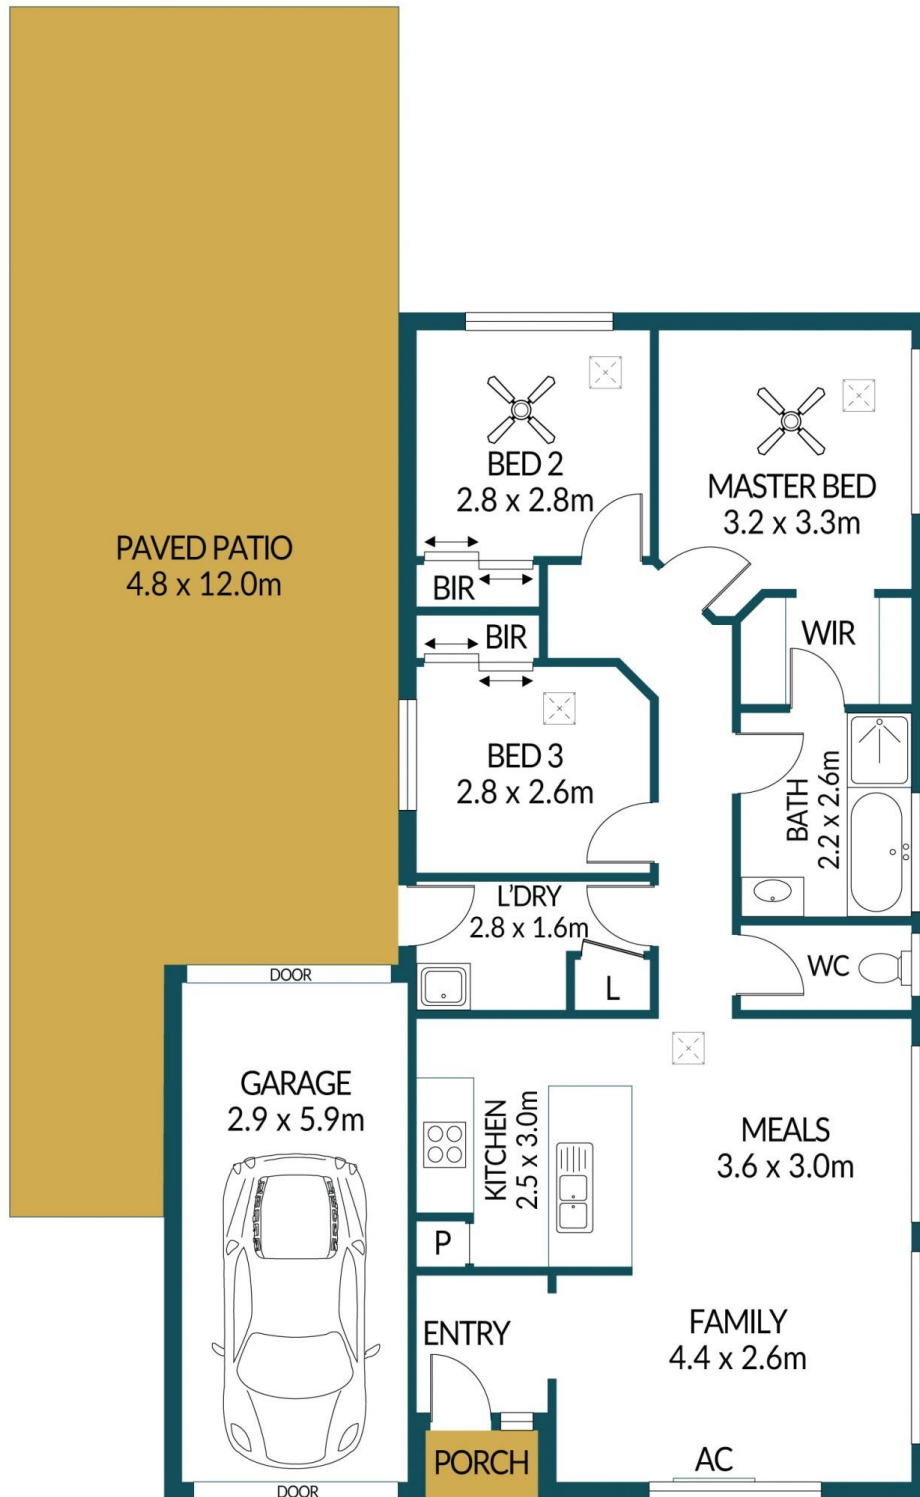 BED 2
2.8 x 2.8m
MASTER BED
3.2 x 3.3m
PAVED PATIO
4.8 x 12.0m
BIR
BIR
WIR
BED 3
2.8 x 2.6m
BATH
2.2 x 2.6m
L'DRY
2.8 x 1.6m
WC
L
DOOR
GARAGE
2.9 x 5.9m
KITCHEN
2.5 x 3.0m
MEALS
3.6 x 3.0m
P
ENTRY
FAMILY
4.4 x 2.6m
PORCH
AC
DOOR